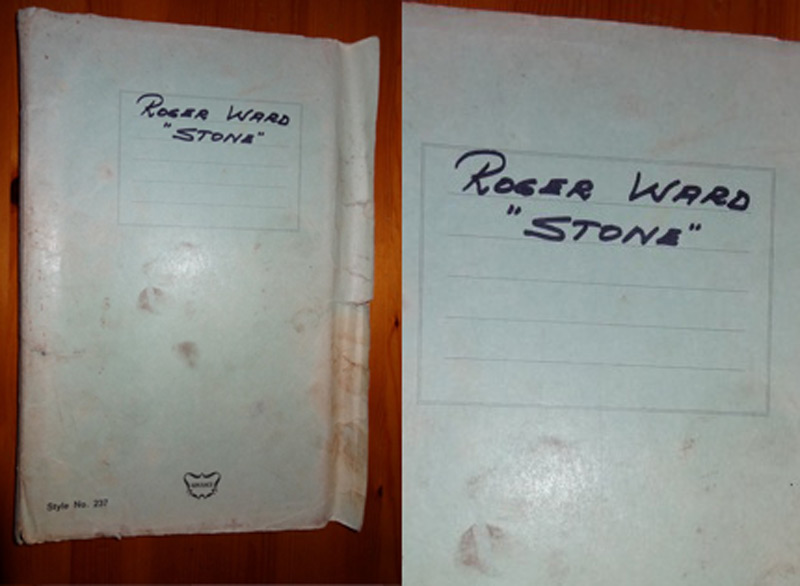 ROGER WARD
"STONE"
Style No. 237
ROGER WARD
"STONE"